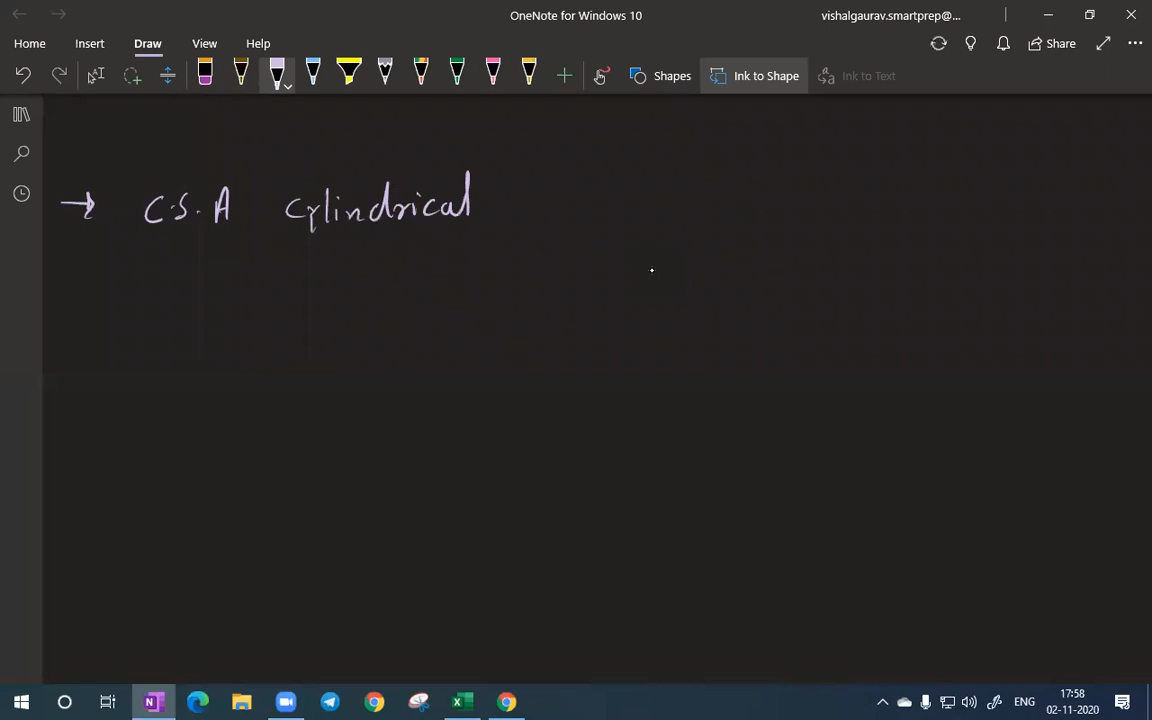 OneNote for Windows 10
vishalgaurav.smartprep@...
Home Insert Draw View Help
Share
Shapes Ink to Shape Ink to Text
→ C.S.A Cylindrical
ENG
17:58
02-11-2020